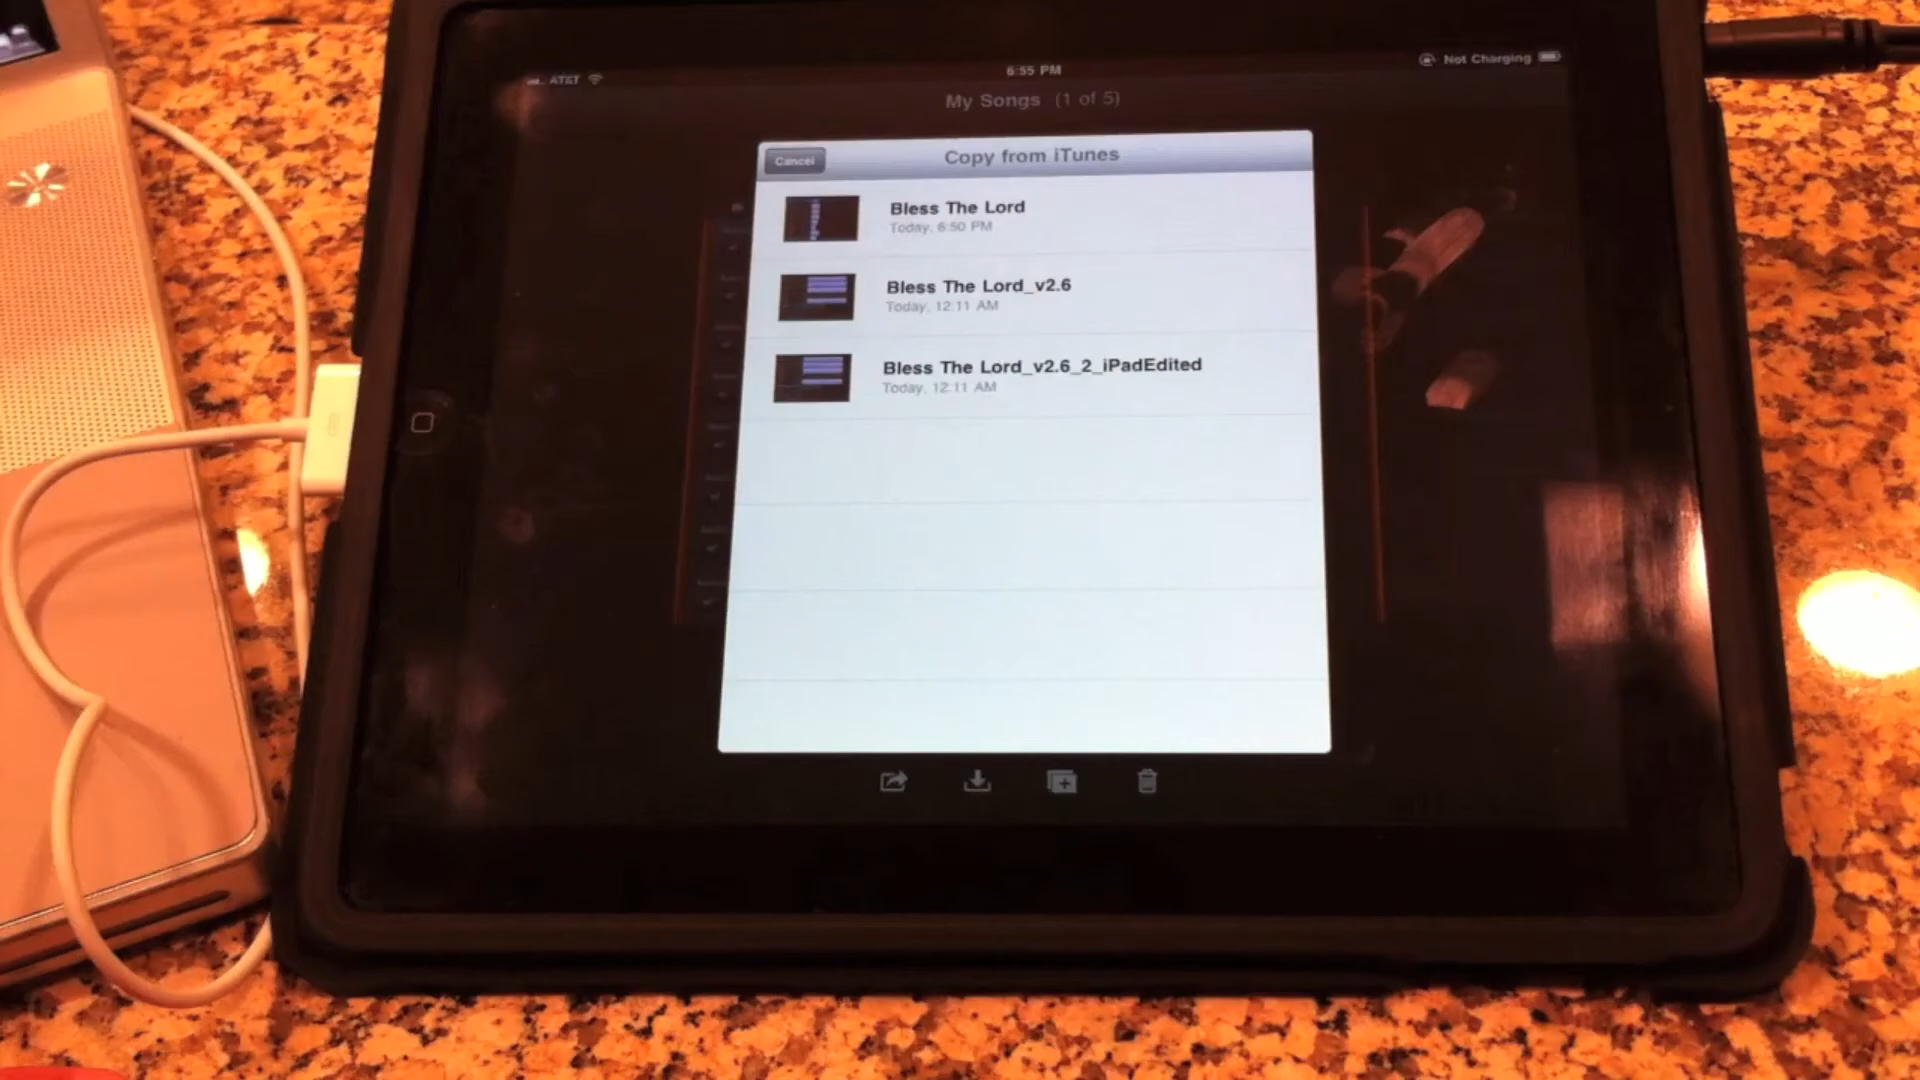 AT&T
6:55 PM
Not Charging
My Songs (1 of 5)
Cancel
Copy from iTunes
Bless The Lord
Today, 6:50 PM
Bless The Lord_v2.6
Today, 12:11 AM
Bless The Lord_v2.6_2_iPadEdited
Today, 12:11 AM